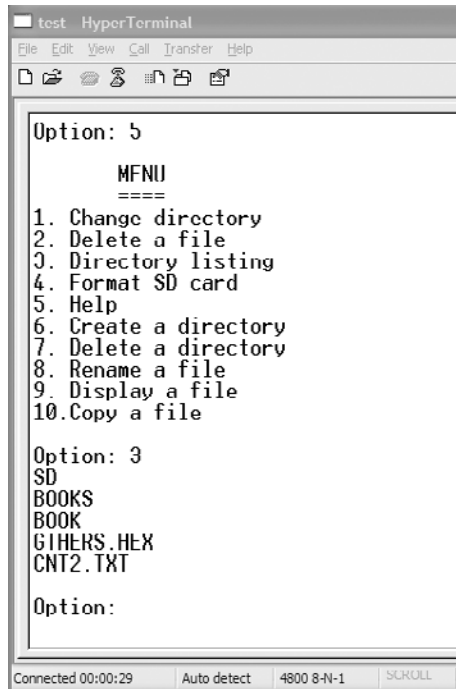 test HyperTerminal
File Edit View Call Transfer Help
Option: 5
MENU
====
1. Change directory
2. Delete a file
3. Directory listing
4. Format SD card
5. Help
6. Create a directory
7. Delete a directory
8. Rename a file
9. Display a file
10.Copy a file
Option: 3
SD
BOOKS
BOOK
CNT2.TXT
Option:
Connected 00:00:29 Auto detect 4800 8-N-1 SCROLL